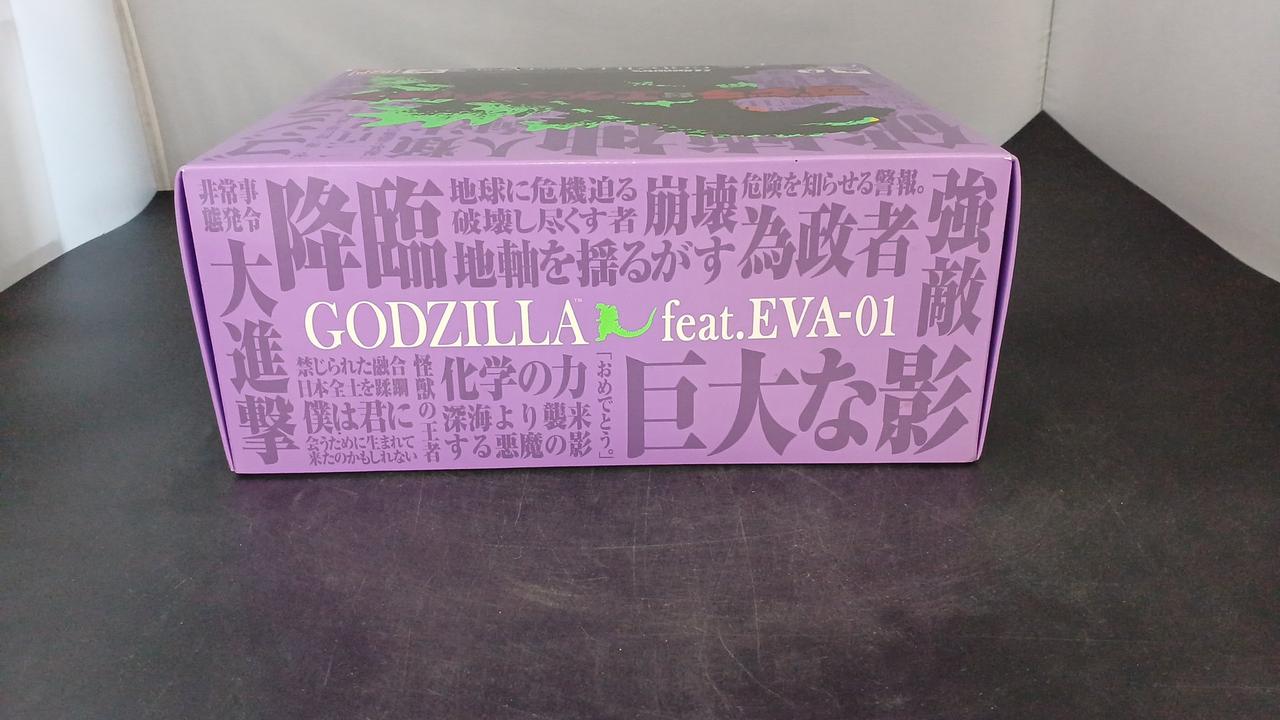 非常事
態発令
降臨
地球に危機迫る
破壊し尽くす者
崩壊
危険を知らせる警報。
地軸を揺るがす
為政者
強敵
大進撃
GODZILLA™ feat.EVA-01
禁じられた融合
日本全土を蹂躙
僕は君に
会うために生まれて
来たのかもしれない
怪獣の王者
化学の力
深海より襲来
する悪魔の影
「おめでとう。」
巨大な影